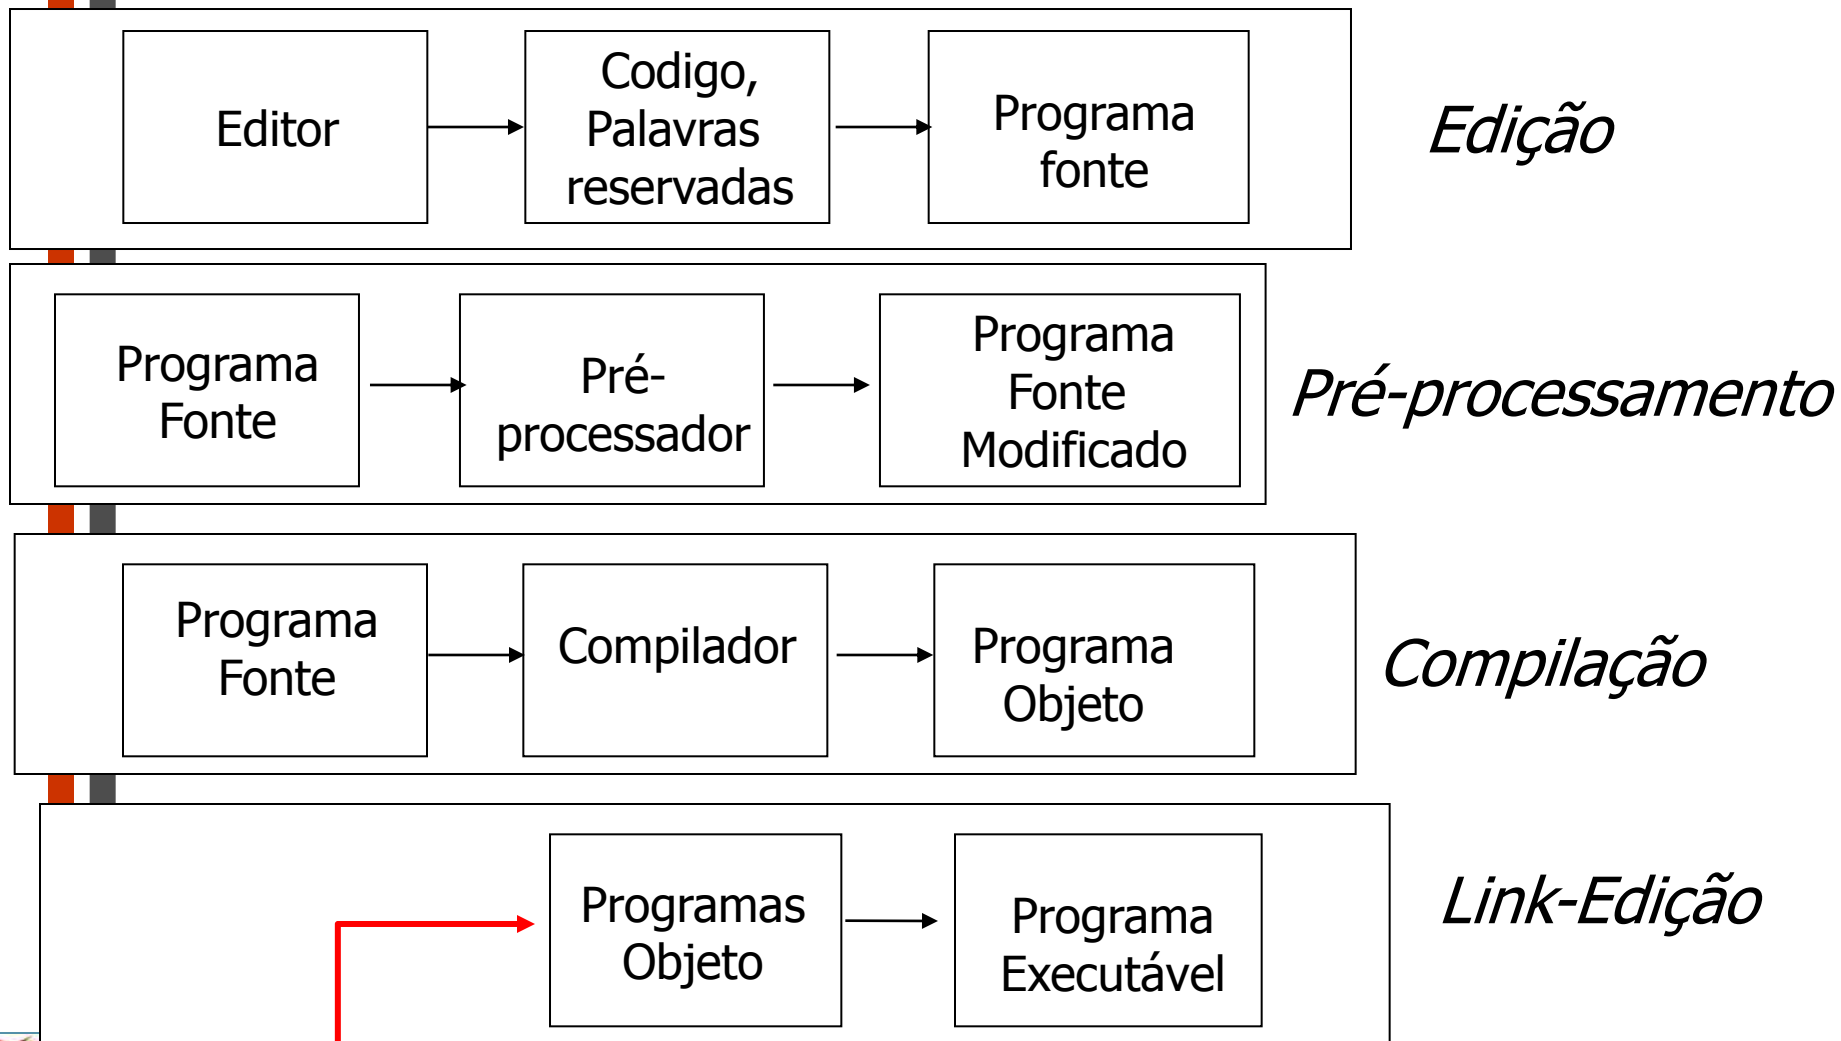 Editor
Codigo,
Palavras
reservadas
Programa
fonte
Edição
Programa
Fonte
Pré-
processador
Programa
Fonte
Modificado
Pré-processamento
Programa
Fonte
Compilador
Programa
Objeto
Compilação
Programas
Objeto
Programa
Executável
Link-Edição